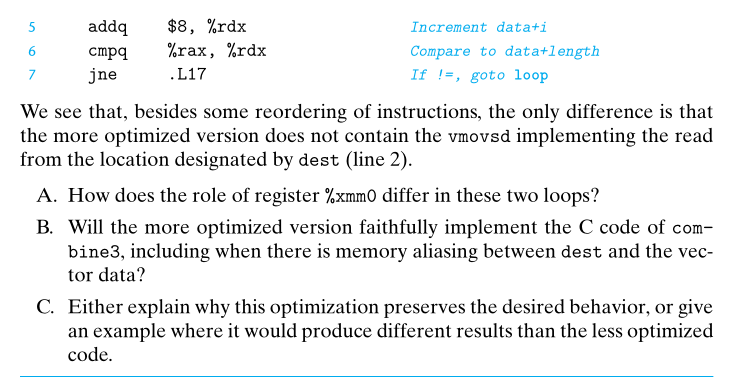 5 addq $8, %rdx Increment data+i
6 cmpq %rax, %rdx Compare to data+length
7 jne .L17 If !=, goto loop
We see that, besides some reordering of instructions, the only difference is that
the more optimized version does not contain the vmovsd implementing the read
from the location designated by dest (line 2).
A. How does the role of register %xmm0 differ in these two loops?
B. Will the more optimized version faithfully implement the C code of com-
bine3, including when there is memory aliasing between dest and the vec-
tor data?
C. Either explain why this optimization preserves the desired behavior, or give
an example where it would produce different results than the less optimized
code.